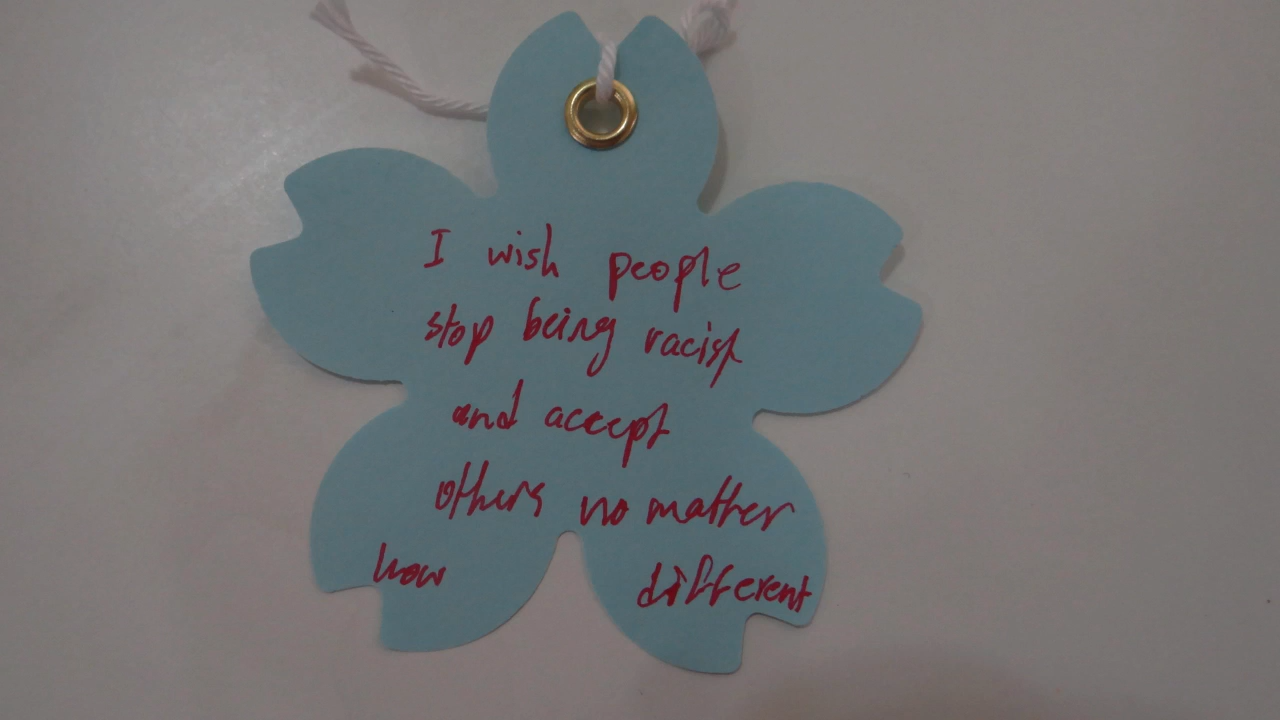 I wish people
stop being racist
and accept
others no matter
how different